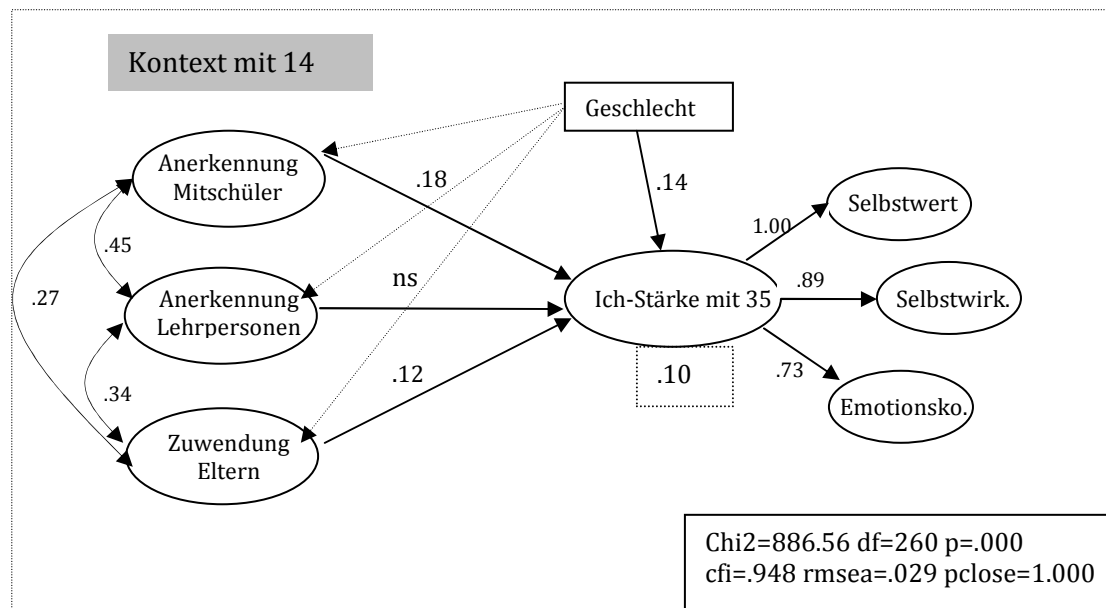 Kontext mit 14
Geschlecht
Anerkennung
Mitschüler
.18
.14
Selbstwert
1.00
.45
ns
.27
Anerkennung
Lehrpersonen
Ich-Stärke mit 35
.89
Selbstwirk.
.34
.12
.10
.73
Emotionsko.
Zuwendung
Eltern
Chi2=886.56 df=260 p=.000
cfi=.948 rmsea=.029 pclose=1.000